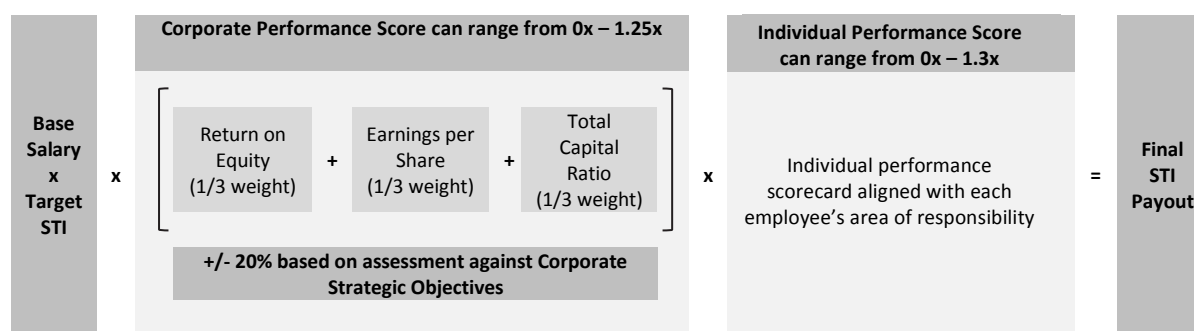 Corporate Performance Score can range from 0x – 1.25x
Individual Performance Score
can range from 0x – 1.3x
Base
Salary
x
Target
STI
x
Return on
Equity
(1/3 weight)
+
Earnings per
Share
(1/3 weight)
+
Total
Capital
Ratio
(1/3 weight)
+/- 20% based on assessment against Corporate
Strategic Objectives
x
Individual performance
scorecard aligned with each
employee’s area of responsibility
=
Final
STI
Payout